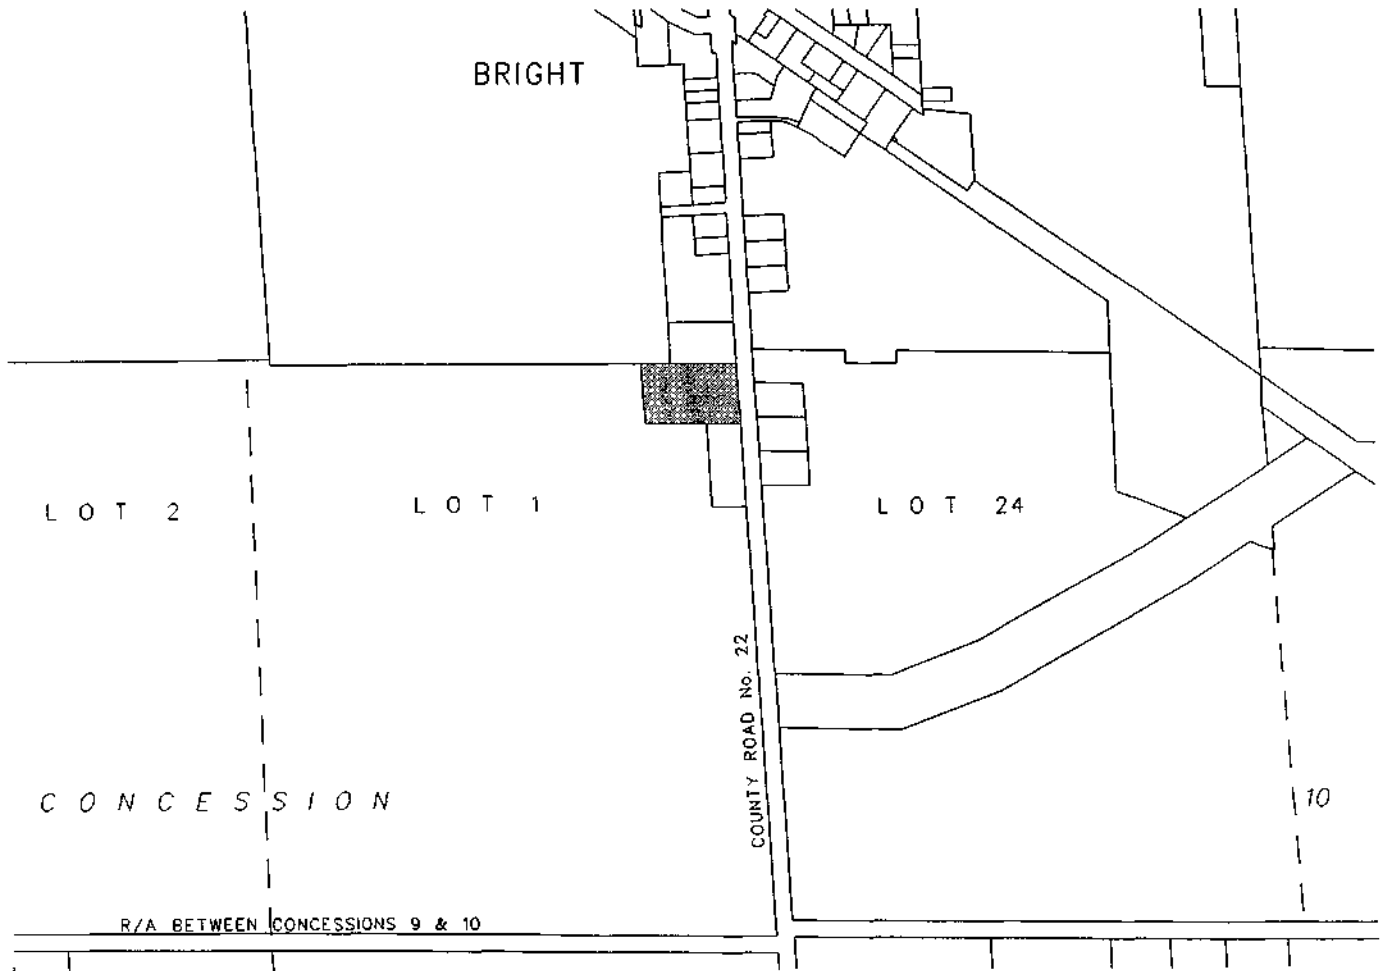 BRIGHT
LOT 2
LOT 1
LOT 24
COUNTY ROAD No. 22
CONCESSION
10
R/A BETWEEN CONCESSIONS 9 & 10